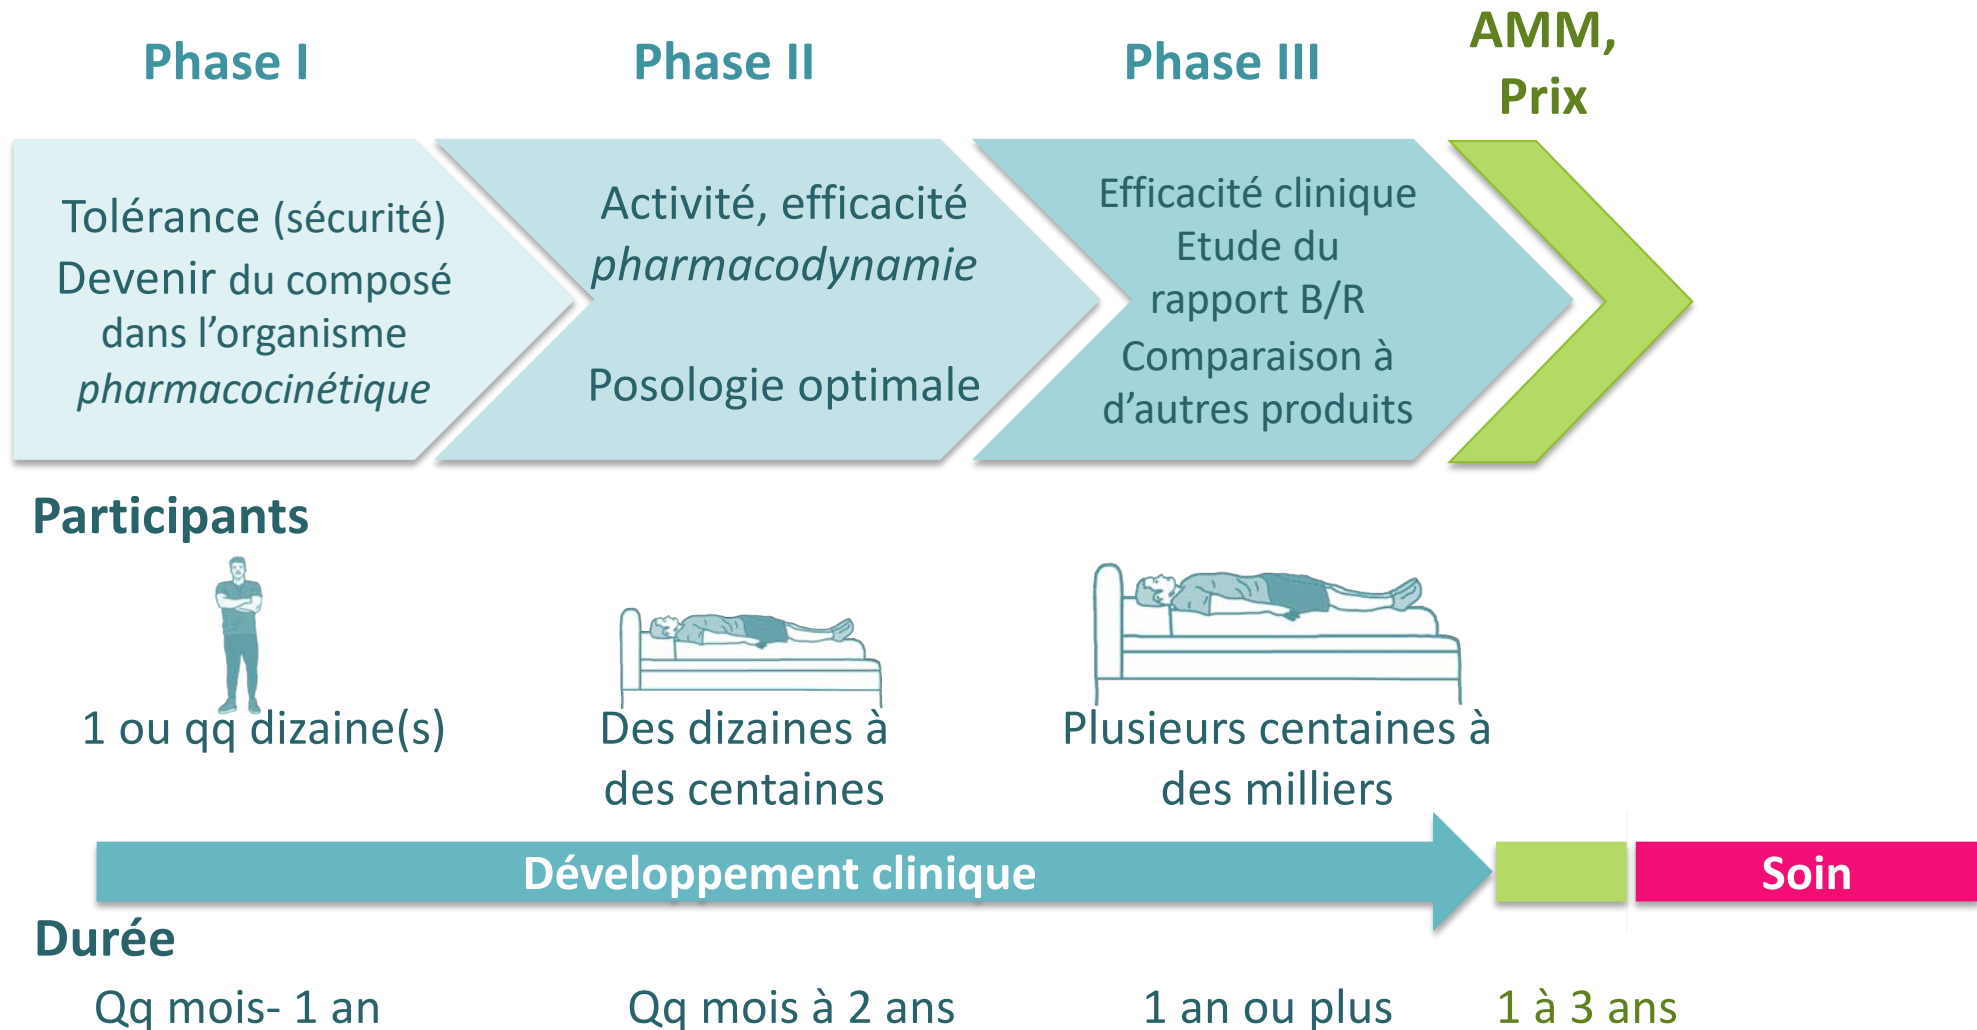 Phase I
Phase II
Phase III
AMM,
Prix
Tolérance (sécurité)
Devenir du composé
dans l’organisme
pharmacocinétique
Activité, efficacité
pharmacodynamie
Posologie optimale
Efficacité clinique
Etude du
rapport B/R
Comparaison à
d’autres produits
Participants
1 ou qq dizaine(s)
Des dizaines à
des centaines
Plusieurs centaines à
des milliers
Développement clinique
Soin
Durée
Qq mois- 1 an
Qq mois à 2 ans
1 an ou plus
1 à 3 ans